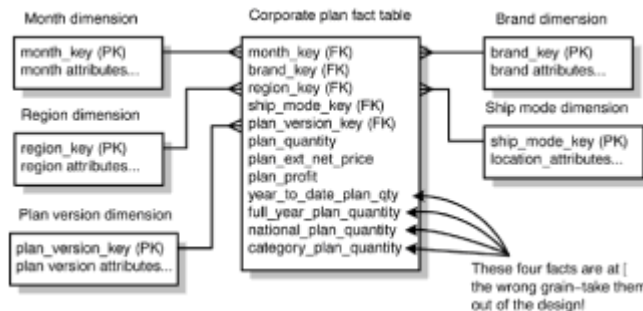 Month dimension
month_key (PK)
month attributes...
Region dimension
region_key (PK)
region attributes...
Plan version dimension
plan_version_key (PK)
plan version attributes...
Corporate plan fact table
month_key (FK)
brand_key (FK)
region_key (FK)
ship_mode_key (FK)
plan_version_key (FK)
plan_quantity
plan_ext_net_price
plan_profit
year_to_date_plan_qty
full_year_plan_quantity
national_plan_quantity
category_plan_quantity
Brand dimension
brand_key (PK)
brand attributes...
Ship mode dimension
ship_mode_key (PK)
location_attributes...
These four facts are at [
the wrong grain–take them
out of the design!